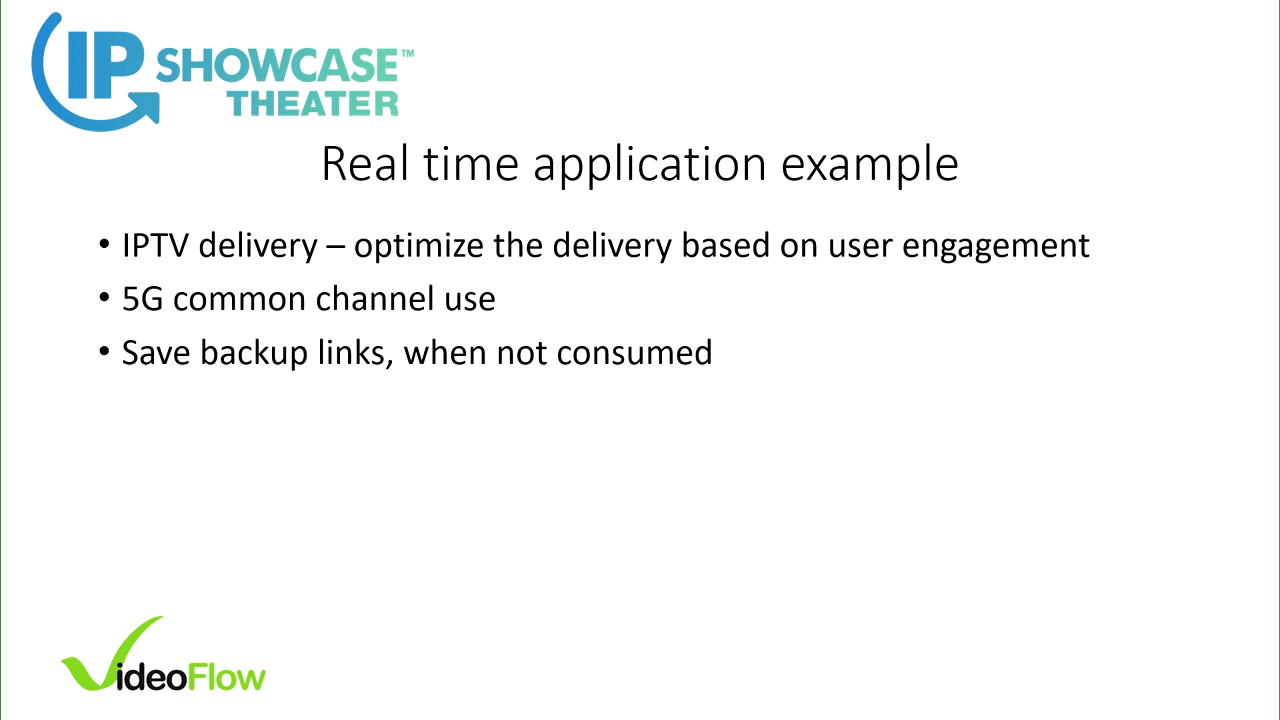 IP SHOWCASE™
THEATER
Real time application example
• IPTV delivery – optimize the delivery based on user engagement
• 5G common channel use
• Save backup links, when not consumed
VideoFlow